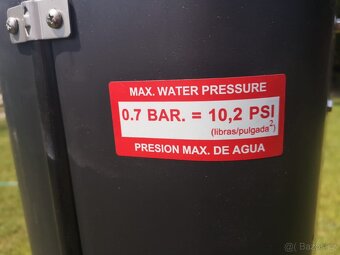 MAX. WATER PRESSURE
0.7 BAR. = 10,2 PSI
(libras/pulgada²)
PRESION MAX. DE AGUA